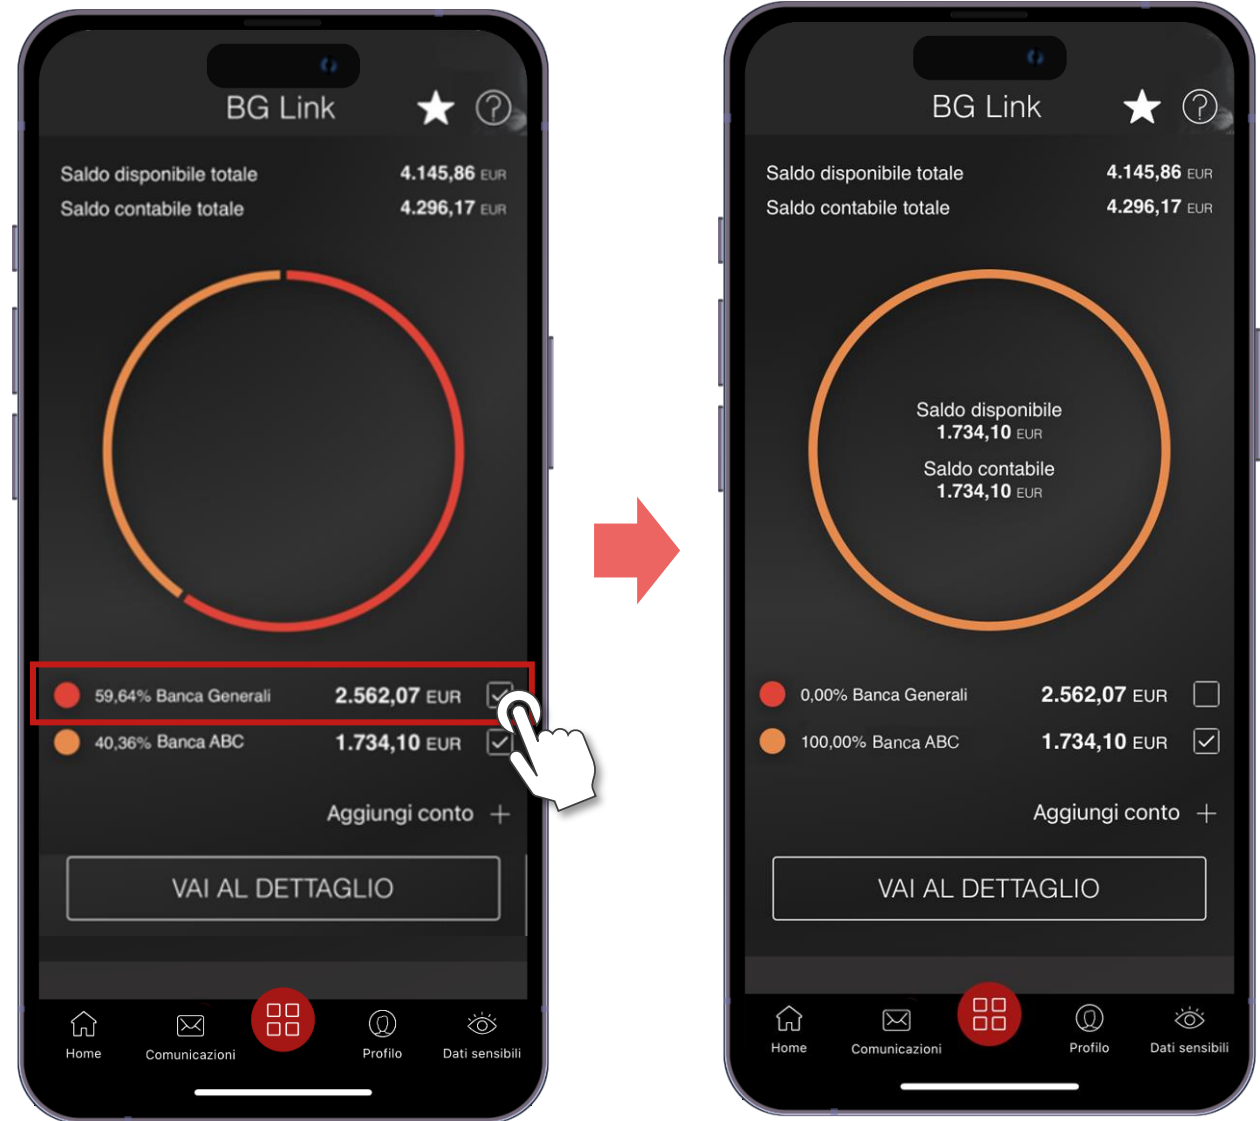 BG Link
Saldo disponibile totale 4.145,86 EUR
Saldo contabile totale 4.296,17 EUR
59,64% Banca Generali 2.562,07 EUR
40,36% Banca ABC 1.734,10 EUR
Aggiungi conto +
VAI AL DETTAGLIO
Home Comunicazioni Profilo Dati sensibili
BG Link
Saldo disponibile totale 4.145,86 EUR
Saldo contabile totale 4.296,17 EUR
Saldo disponibile
1.734,10 EUR
Saldo contabile
1.734,10 EUR
0,00% Banca Generali 2.562,07 EUR
100,00% Banca ABC 1.734,10 EUR
Aggiungi conto +
VAI AL DETTAGLIO
Home Comunicazioni Profilo Dati sensibili